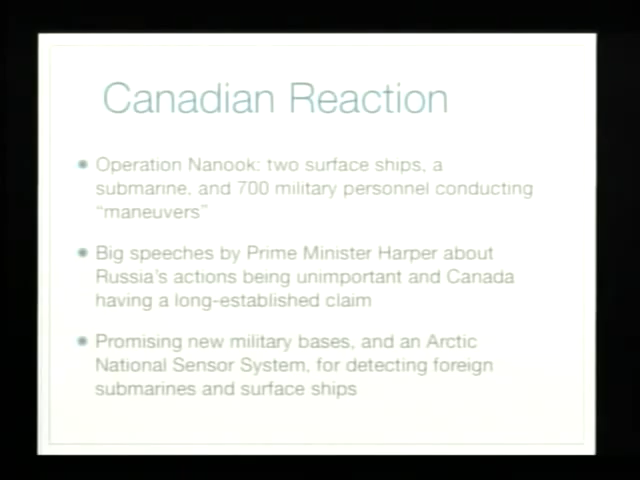 Canadian Reaction
Operation Nanook: two surface ships, a
submarine, and 700 military personnel conducting
"maneuvers"
Big speeches by Prime Minister Harper about
Russia's actions being unimportant and Canada
having a long-established claim
Promising new military bases, and an Arctic
National Sensor System, for detecting foreign
submarines and surface ships